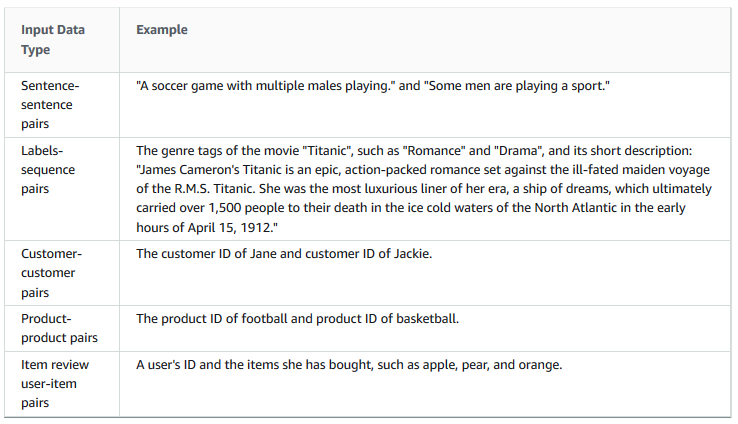 Input Data
Type
Example
Sentence-
sentence
pairs
"A soccer game with multiple males playing." and "Some men are playing a sport."
Labels-
sequence
pairs
The genre tags of the movie "Titanic", such as "Romance" and "Drama", and its short description:
"James Cameron's Titanic is an epic, action-packed romance set against the ill-fated maiden voyage
of the R.M.S. Titanic. She was the most luxurious liner of her era, a ship of dreams, which ultimately
carried over 1,500 people to their death in the ice cold waters of the North Atlantic in the early
hours of April 15, 1912."
Customer-
customer
pairs
The customer ID of Jane and customer ID of Jackie.
Product-
product pairs
The product ID of football and product ID of basketball.
Item review
user-item
pairs
A user's ID and the items she has bought, such as apple, pear, and orange.